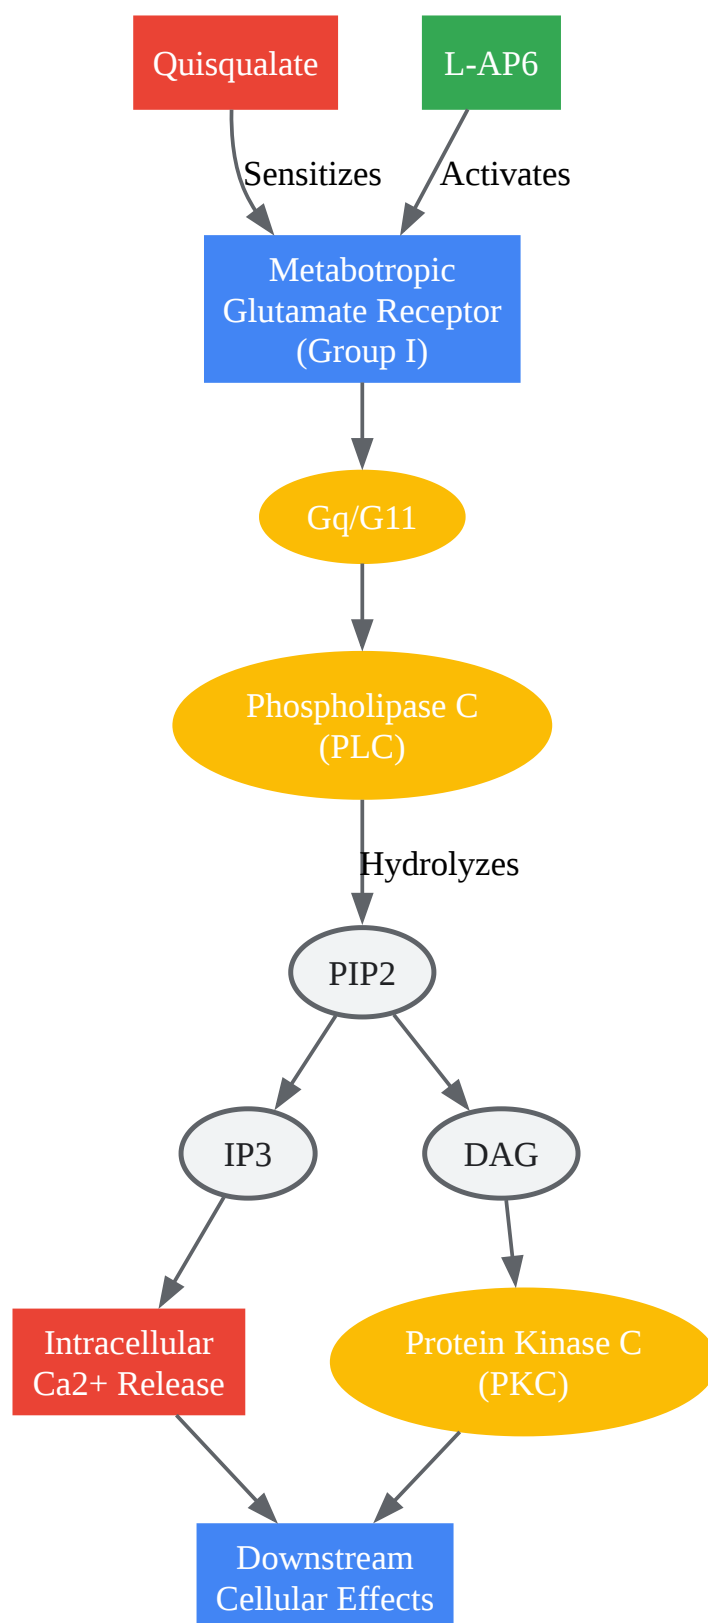 Quisqualate
L-AP6
Sensitizes
Activates
Metabotropic
Glutamate Receptor
(Group I)
Gq/G11
Phospholipase C
(PLC)
Hydrolyzes
PIP2
IP3
DAG
Intracellular
Ca2+ Release
Protein Kinase C
(PKC)
Downstream
Cellular Effects